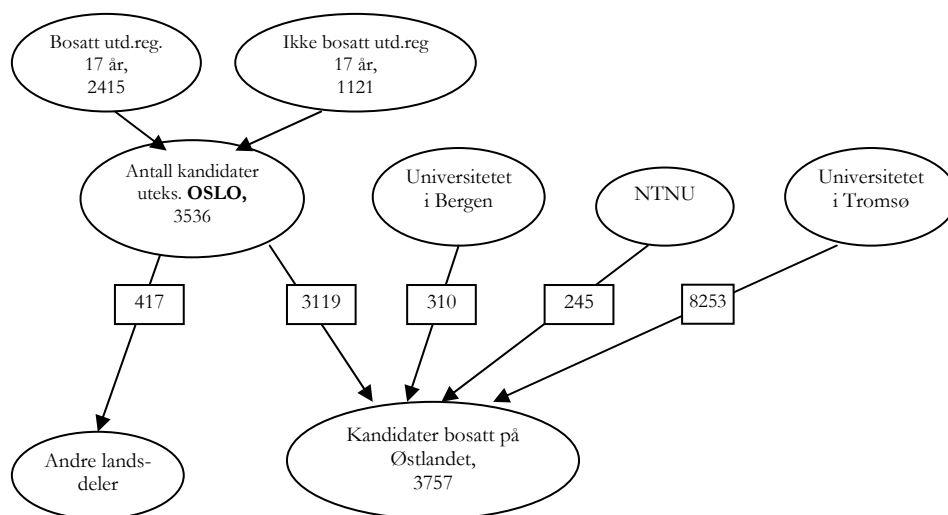 Bosatt utd.reg.
17 år,
2415
Ikke bosatt utd.reg
17 år,
1121
Antall kandidater
uteks. OSLO,
3536
Universitetet
i Bergen
NTNU
Universitetet
i Tromsø
417
3119
310
245
8253
Andre lands-
deler
Kandidater bosatt på
Østlandet,
3757